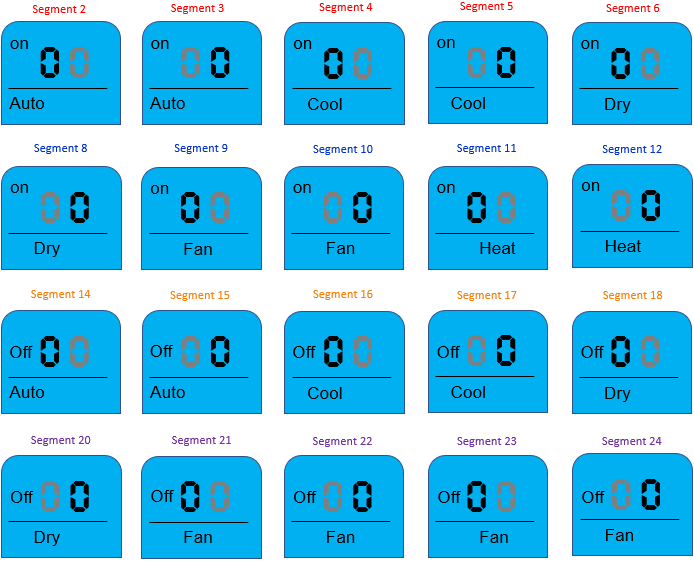 Segment 2 Segment 3 Segment 4 Segment 5 Segment 6
on 00 on 00 on 00 on 00 on 00
Auto Auto Cool Cool Dry
Segment 8 Segment 9 Segment 10 Segment 11 Segment 12
on 00 on 00 on 00 on 00 on 00
Dry Fan Fan Heat Heat
Segment 14 Segment 15 Segment 16 Segment 17 Segment 18
Off 00 Off 00 Off 00 Off 00 Off 00
Auto Auto Cool Cool Dry
Segment 20 Segment 21 Segment 22 Segment 23 Segment 24
Off 00 Off 00 Off 00 Off 00 Off 00
Dry Fan Fan Fan Fan